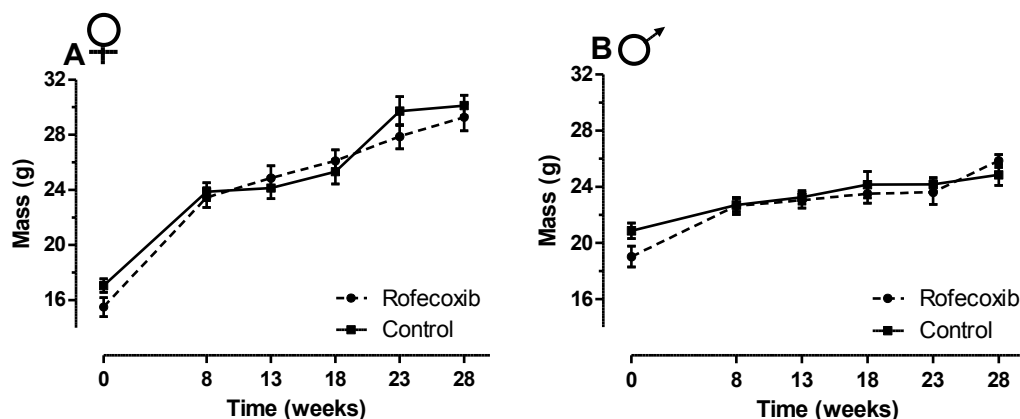 A
Mass (g)
32
28
24
20
16
Rofecoxib
Control
0 8 13 18 23 28
Time (weeks)
B
Mass (g)
32
28
24
20
16
Rofecoxib
Control
0 8 13 18 23 28
Time (weeks)